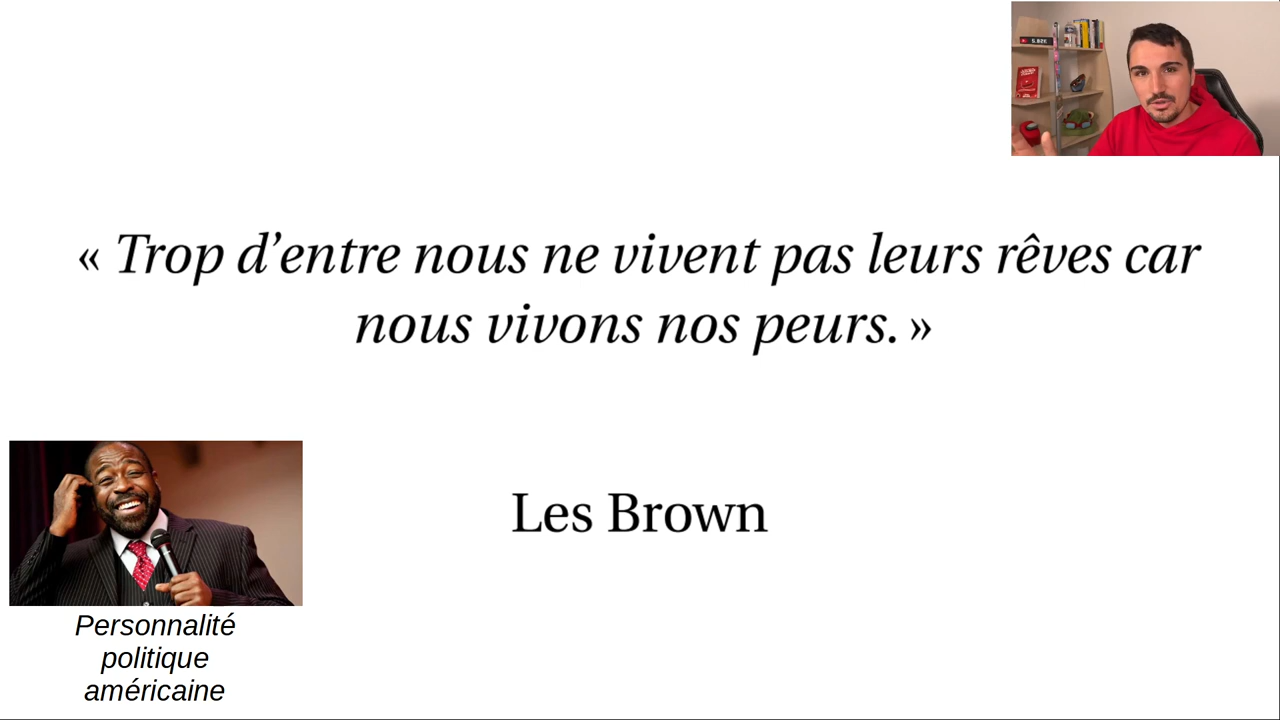 « Trop d’entre nous ne vivent pas leurs rêves car
nous vivons nos peurs. »
Les Brown
Personnalité
politique
américaine